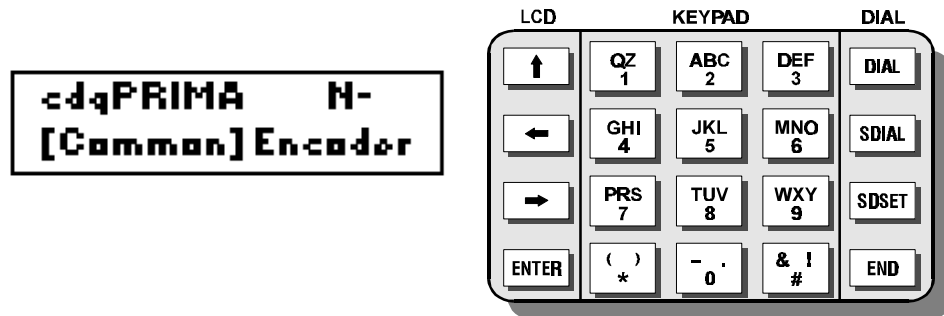 cdqPRIMA N-
[Common]Encoder
LCD KEYPAD DIAL
QZ ABC DEF DIAL
1 2 3
GHI JKL MNO SDIAL
4 5 6
PRS TUV WXY SDSET
7 8 9
ENTER ( ) - . & ! END
* 0 #